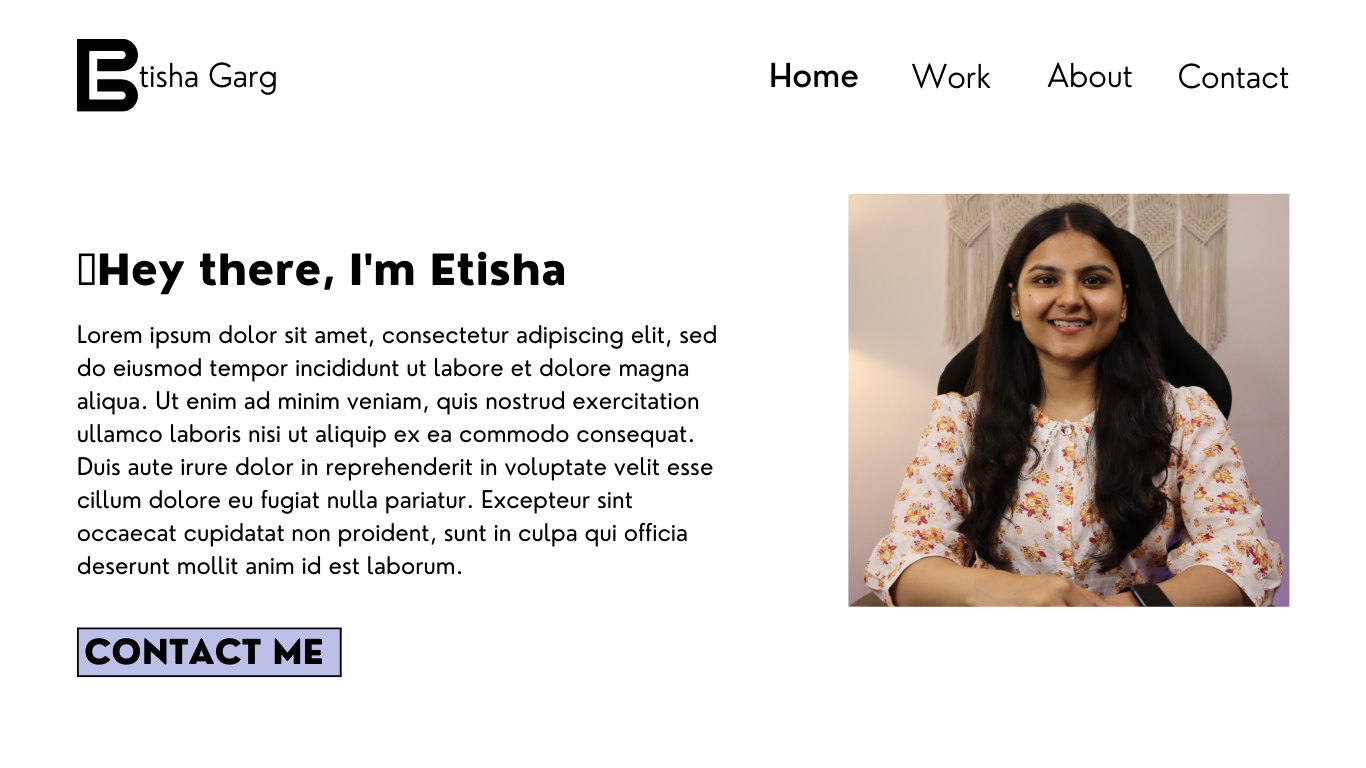 Etisha Garg
Home Work About Contact
Hey there, I'm Etisha
Lorem ipsum dolor sit amet, consectetur adipiscing elit, sed
do eiusmod tempor incididunt ut labore et dolore magna
aliqua. Ut enim ad minim veniam, quis nostrud exercitation
ullamco laboris nisi ut aliquip ex ea commodo consequat.
Duis aute irure dolor in reprehenderit in voluptate velit esse
cillum dolore eu fugiat nulla pariatur. Excepteur sint
occaecat cupidatat non proident, sunt in culpa qui officia
deserunt mollit anim id est laborum.
CONTACT ME